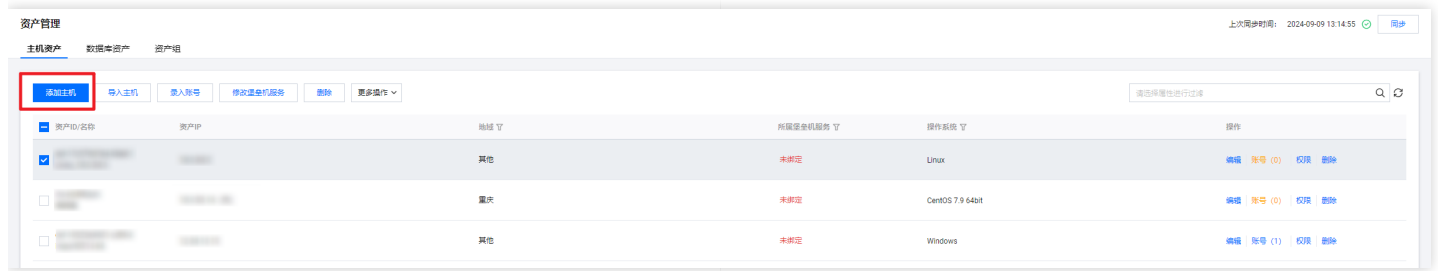 资产管理 上次同步时间： 2024-09-09 13:14:55 同步
主机资产 数据库资产 资产组
添加主机 导入主机 录入账号 修改堡垒机服务 删除 更多操作 请选择属性进行过滤
资产ID/名称 资产IP 地域 所属堡垒机服务 操作系统 操作
其他 未绑定 Linux 编辑 账号 (0) 权限 删除
重庆 未绑定 CentOS 7.9 64bit 编辑 账号 (0) 权限 删除
其他 未绑定 Windows 编辑 账号 (1) 权限 删除